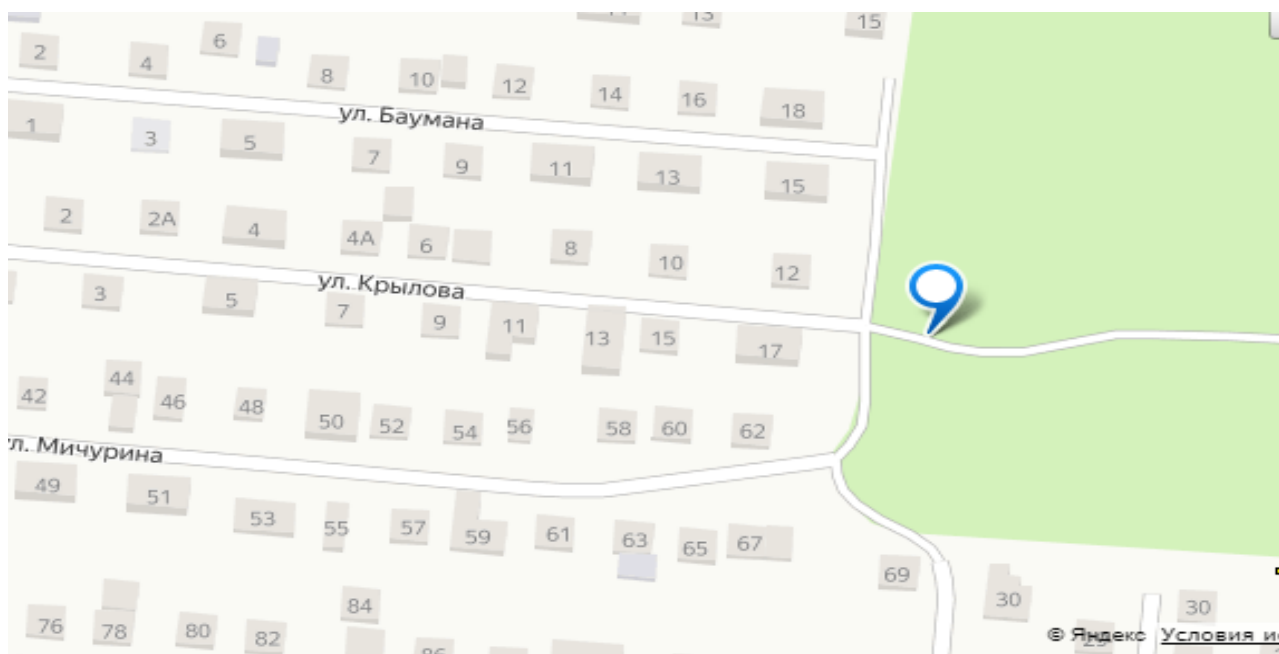 11 13 15
2 4 6 8 10 12 14 16 18
ул. Баумана
1 3 5 7 9 11 13 15
2 2А 4 4А 6 8 10 12
ул. Крылова
3 5 7 9 11 13 15 17
42 44 46 48 50 52 54 56 58 60 62
ул. Мичурина
49 51 53 55 57 59 61 63 65 67 69
30 30
76 78 80 82 84 86
© Яндекс Условия